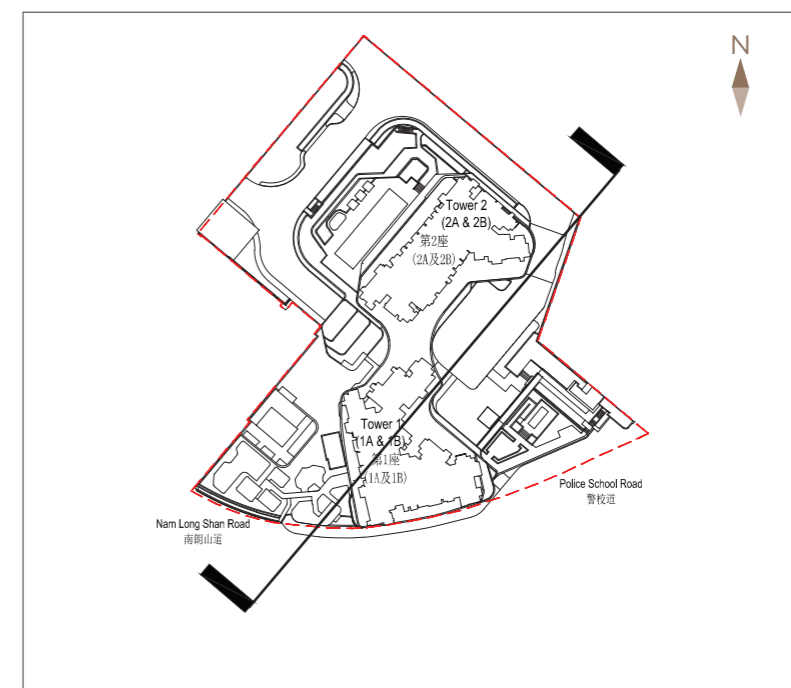 N
Tower 2
(2A & 2B)
第2座
(2A及2B)
Tower 1
(1A & 1B)
第1座
(1A及1B)
Police School Road
警校道
Nam Long Shan Road
南朗山道